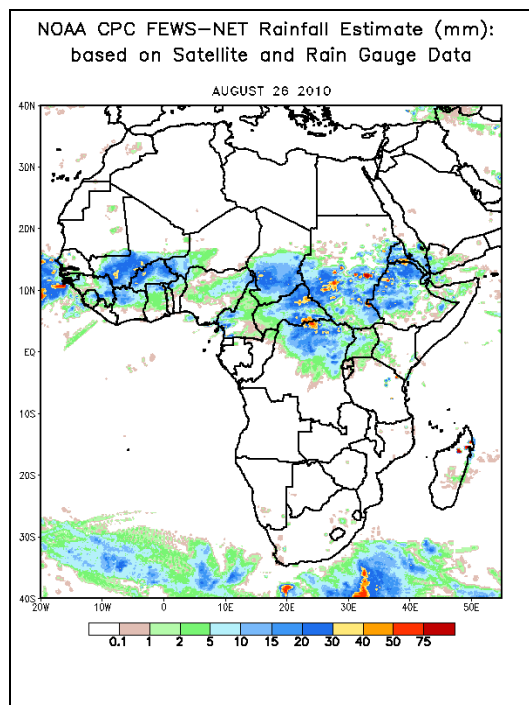 NOAA CPC FEWS-NET Rainfall Estimate (mm):
based on Satellite and Rain Gauge Data
AUGUST 26 2010
40N
30N
20N
10N
EQ
10S
20S
30S
40S
20W 10W 0 10E 20E 30E 40E 50E
0.1 1 2 5 10 15 20 30 40 50 75